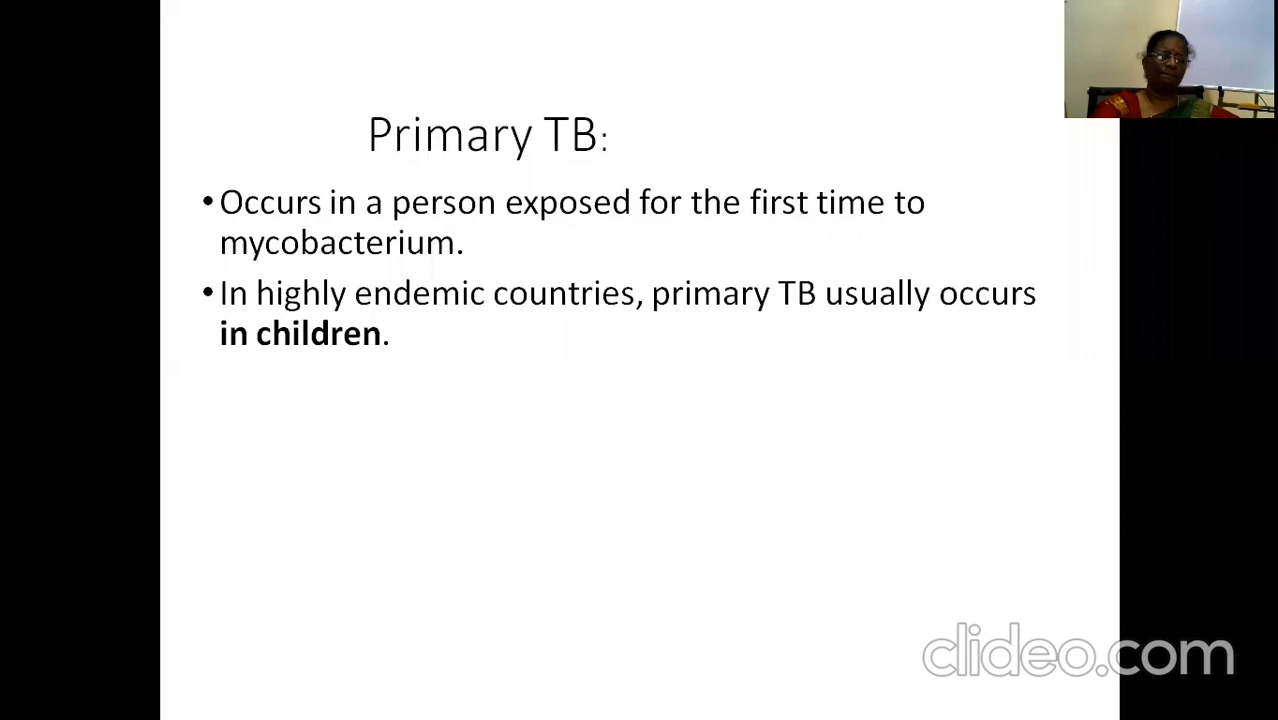 Primary TB:
•Occurs in a person exposed for the first time to
mycobacterium.
•In highly endemic countries, primary TB usually occurs
in children.
clideo.com